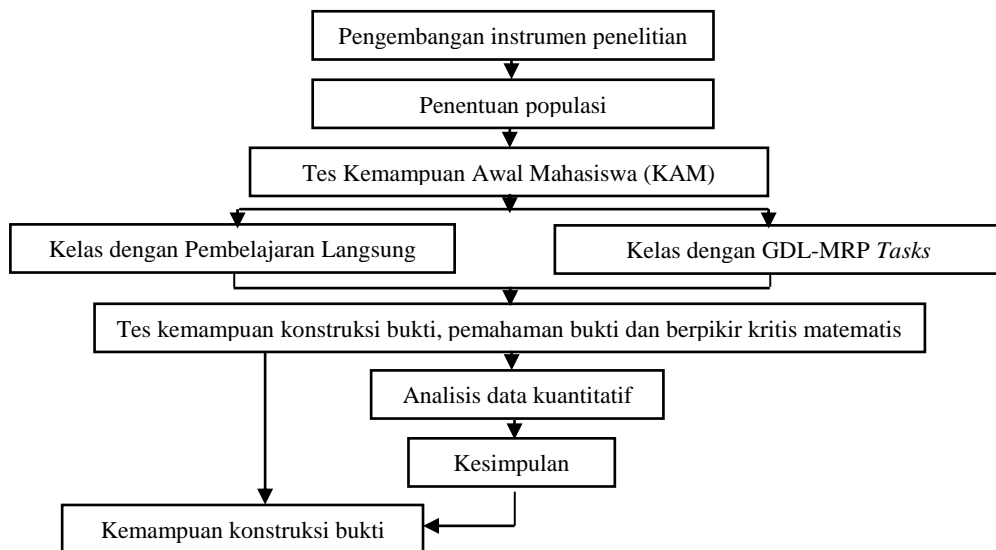 Pengembangan instrumen penelitian
Penentuan populasi
Tes Kemampuan Awal Mahasiswa (KAM)
Kelas dengan Pembelajaran Langsung
Kelas dengan GDL-MRP Tasks
Tes kemampuan konstruksi bukti, pemahaman bukti dan berpikir kritis matematis
Analisis data kuantitatif
Kesimpulan
Kemampuan konstruksi bukti